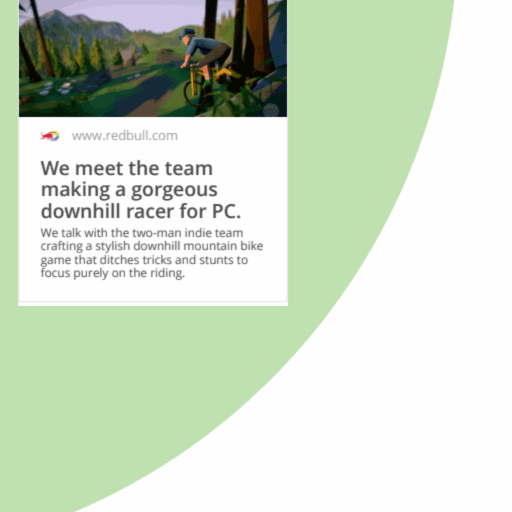 www.redbull.com
We meet the team
making a gorgeous
downhill racer for PC.
We talk with the two-man indie team
crafting a stylish downhill mountain bike
game that ditches tricks and stunts to
focus purely on the riding.